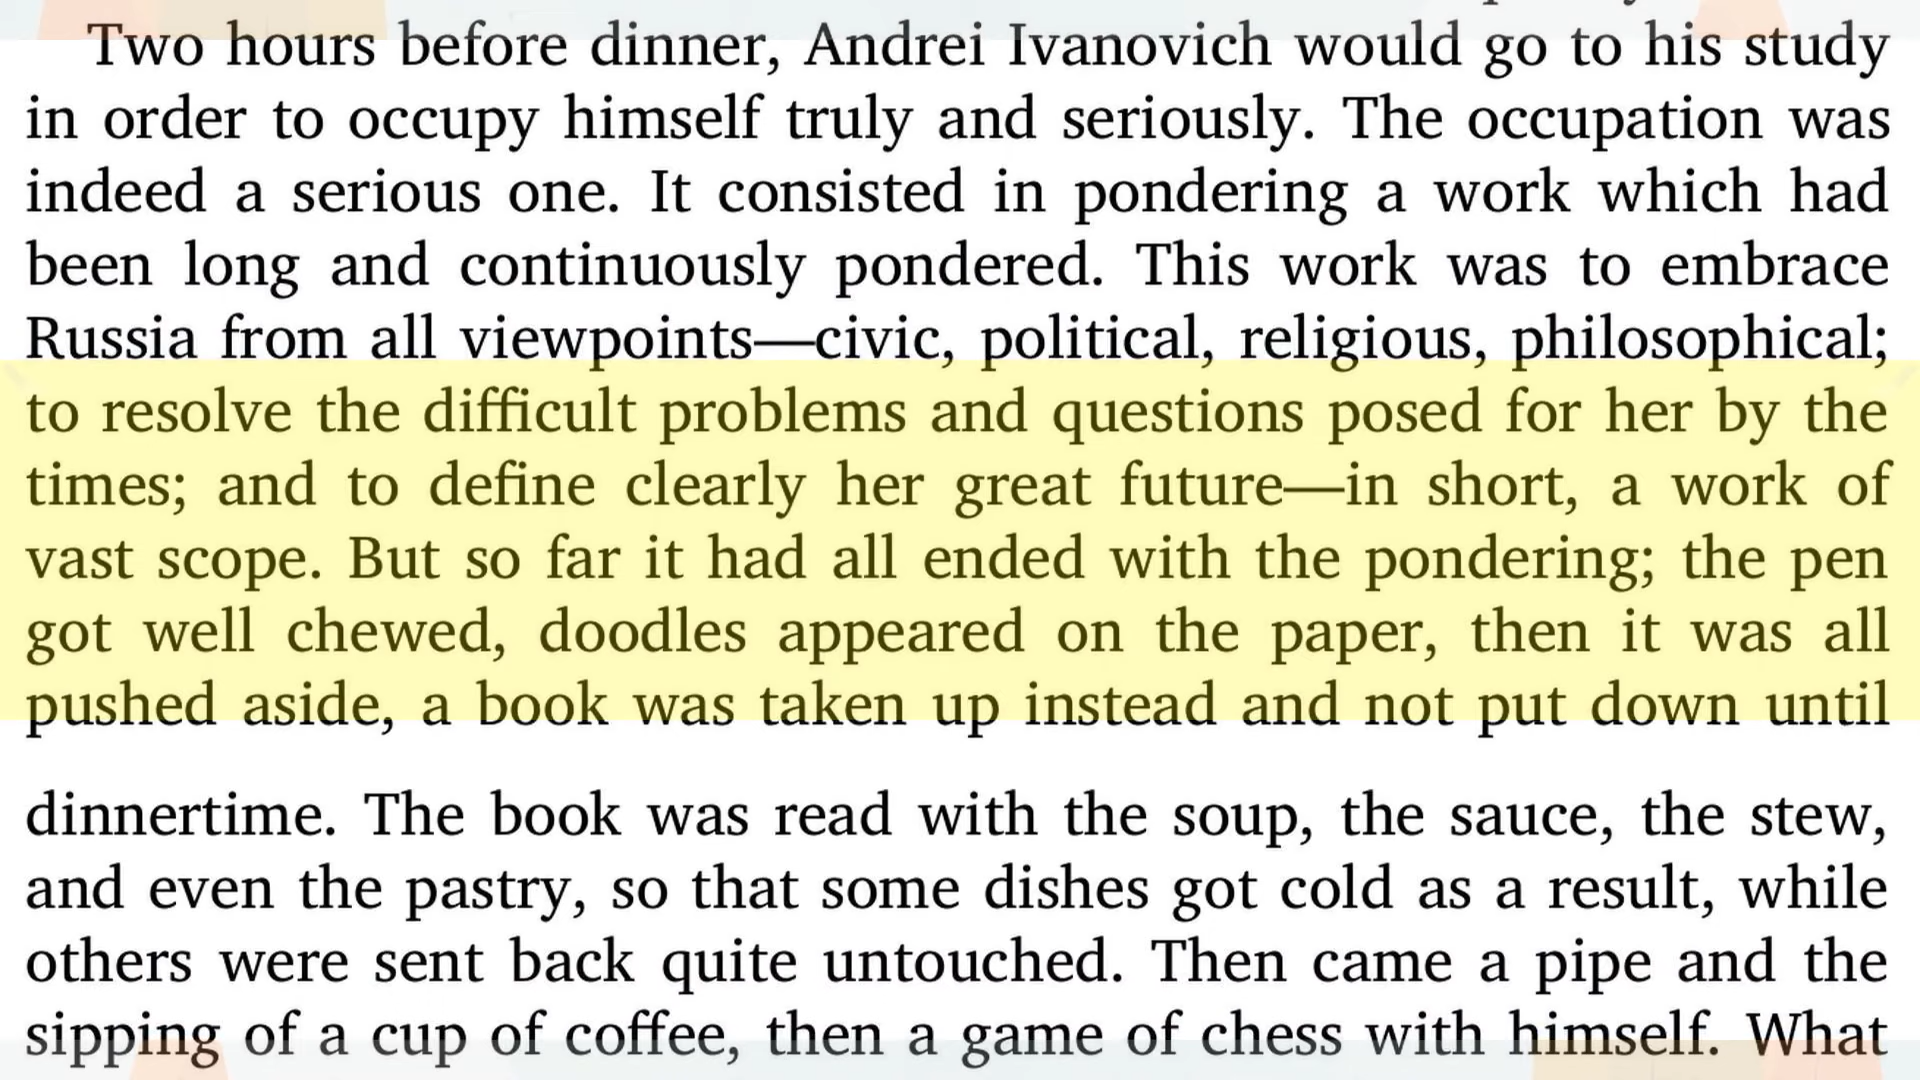 Two hours before dinner, Andrei Ivanovich would go to his study
in order to occupy himself truly and seriously. The occupation was
indeed a serious one. It consisted in pondering a work which had
been long and continuously pondered. This work was to embrace
Russia from all viewpoints—civic, political, religious, philosophical;
to resolve the difficult problems and questions posed for her by the
times; and to define clearly her great future—in short, a work of
vast scope. But so far it had all ended with the pondering; the pen
got well chewed, doodles appeared on the paper, then it was all
pushed aside, a book was taken up instead and not put down until
dinnertime. The book was read with the soup, the sauce, the stew,
and even the pastry, so that some dishes got cold as a result, while
others were sent back quite untouched. Then came a pipe and the
sipping of a cup of coffee, then a game of chess with himself. What